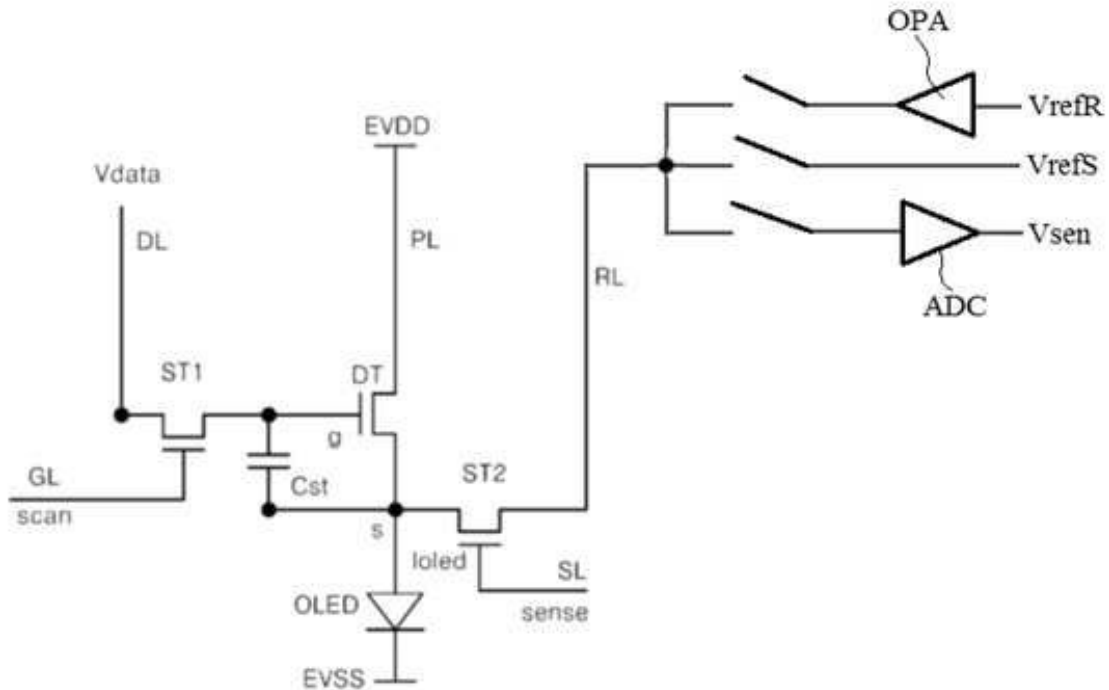 OPA
VrefR
EVDD
Vdata
VrefS
DL
PL
Vsen
RL
ADC
ST1
DT
g
ST2
GL
Cst
scan
s
Ioled
SL
OLED
sense
EVSS